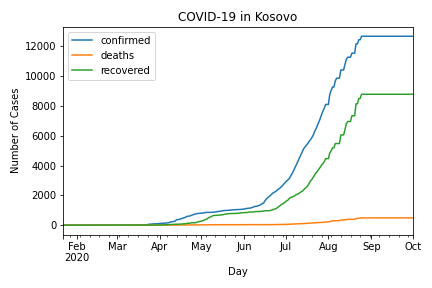 COVID-19 in Kosovo
confirmed
deaths
recovered
12000
10000
8000
6000
4000
2000
0
Number of Cases
Feb Mar Apr May Jun Jul Aug Sep Oct
2020
Day